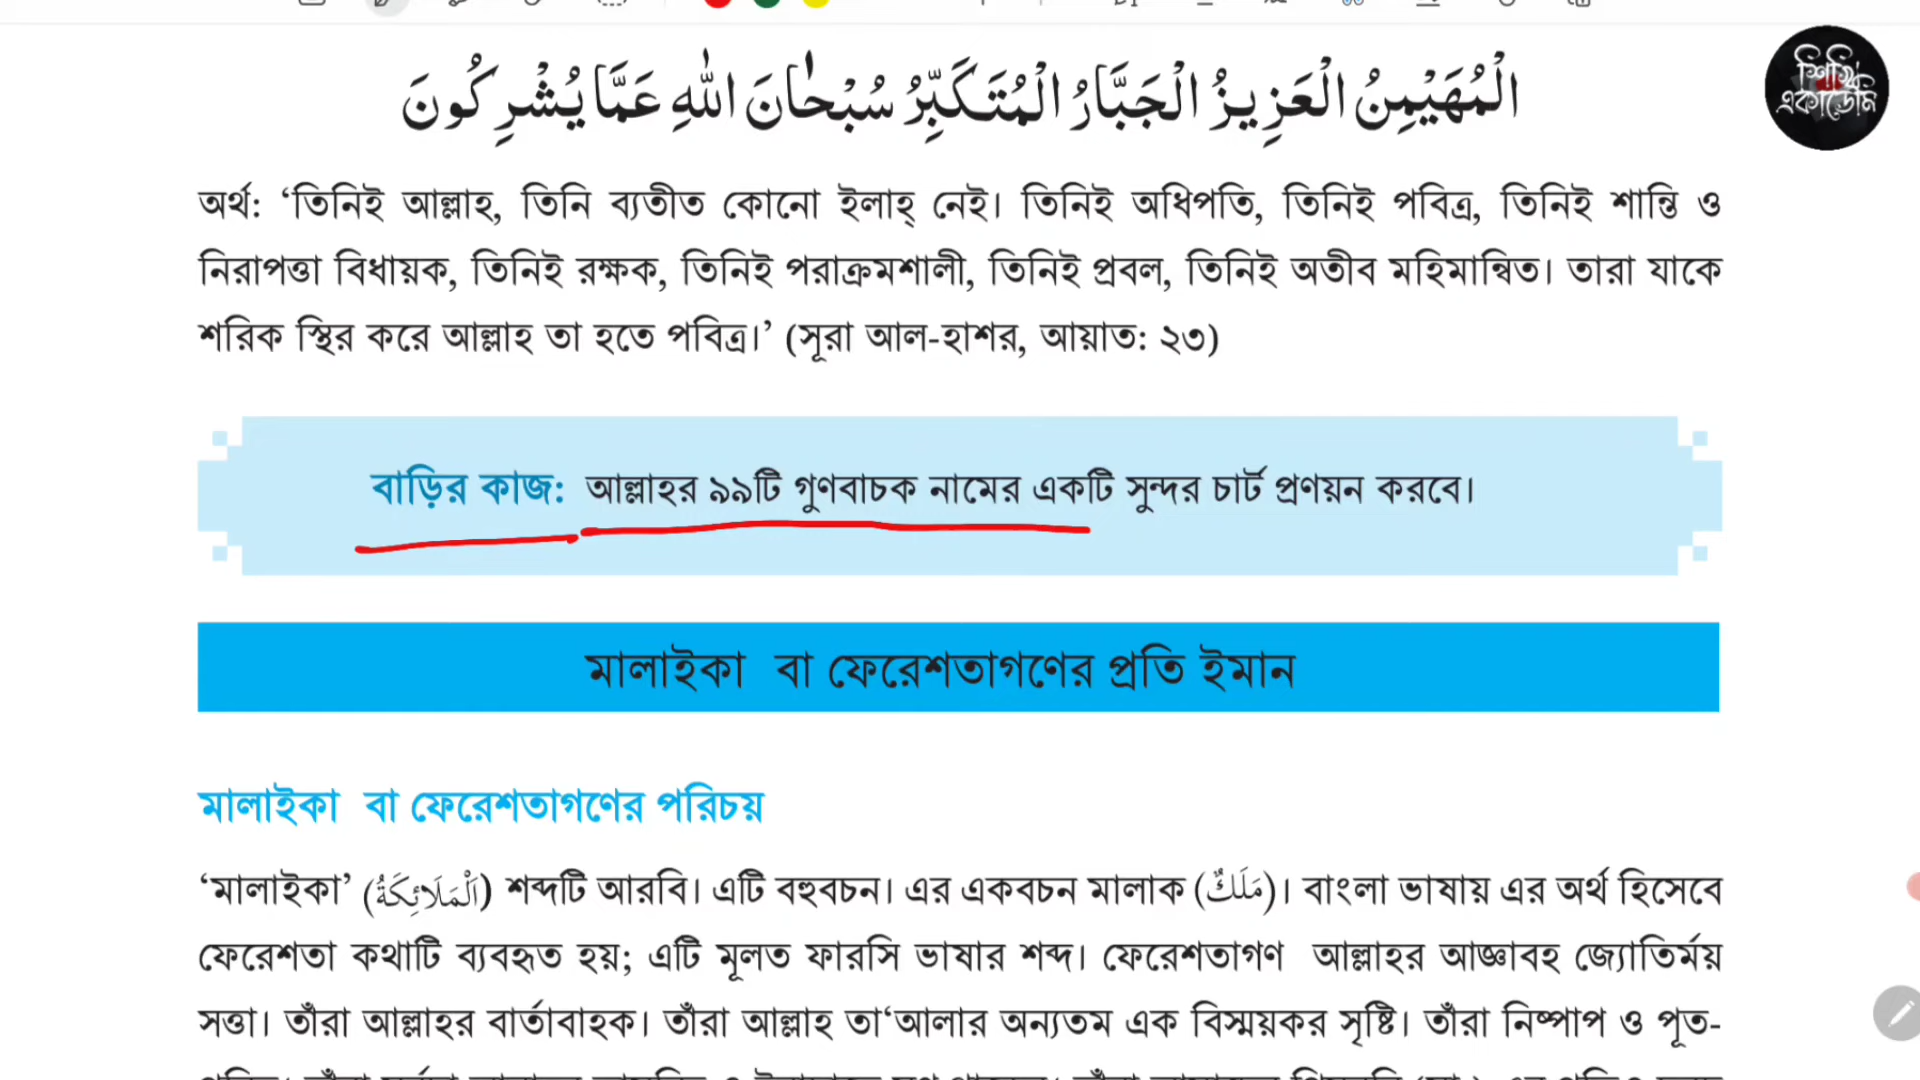 الْمُهَيْمِنُ الْعَزِيزُ الْجَبَّارُ الْمُتَكَبِّرُ سُبْحَانَ اللهِ عَمَّا يُشْرِكُونَ
শিখি একাডেমি
অর্থ: ‘তিনিই আল্লাহ, তিনি ব্যতীত কোনো ইলাহ্ নেই। তিনিই অধিপতি, তিনিই পবিত্র, তিনিই শান্তি ও
নিরাপত্তা বিধায়ক, তিনিই রক্ষক, তিনিই পরাক্রমশালী, তিনিই প্রবল, তিনিই অতীব মহিমান্বিত। তারা যাকে
শরিক স্থির করে আল্লাহ তা হতে পবিত্র।’ (সূরা আল-হাশর, আয়াত: ২৩)
বাড়ির কাজ: আল্লাহর ৯৯টি গুণবাচক নামের একটি সুন্দর চার্ট প্রণয়ন করবে।
মালাইকা বা ফেরেশতাগণের প্রতি ইমান
মালাইকা বা ফেরেশতাগণের পরিচয়
‘মালাইকা’ (اَلْمَلَائِكَةُ) শব্দটি আরবি। এটি বহুবচন। এর একবচন মালাক (مَلَكٌ)। বাংলা ভাষায় এর অর্থ হিসেবে
ফেরেশতা কথাটি ব্যবহৃত হয়; এটি মূলত ফারসি ভাষার শব্দ। ফেরেশতাগণ আল্লাহর আজ্ঞাবহ জ্যোতির্ময়
সত্তা। তাঁরা আল্লাহর বার্তাবাহক। তাঁরা আল্লাহ তা‘আলার অন্যতম এক বিস্ময়কর সৃষ্টি। তাঁরা নিষ্পাপ ও পূত-